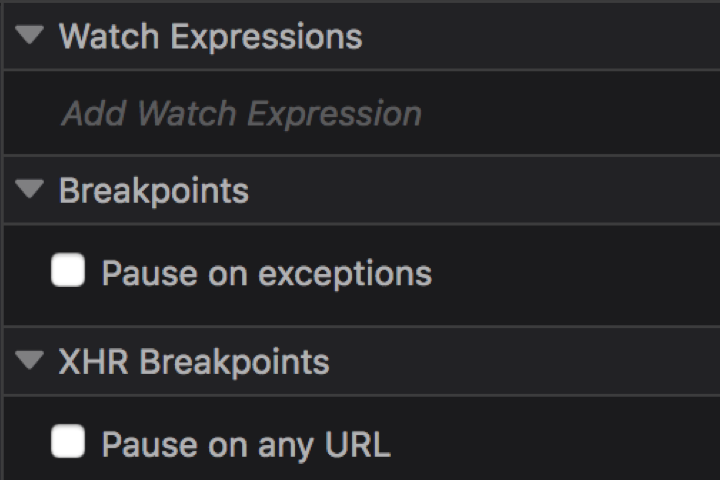 Watch Expressions
Add Watch Expression
Breakpoints
Pause on exceptions
XHR Breakpoints
Pause on any URL